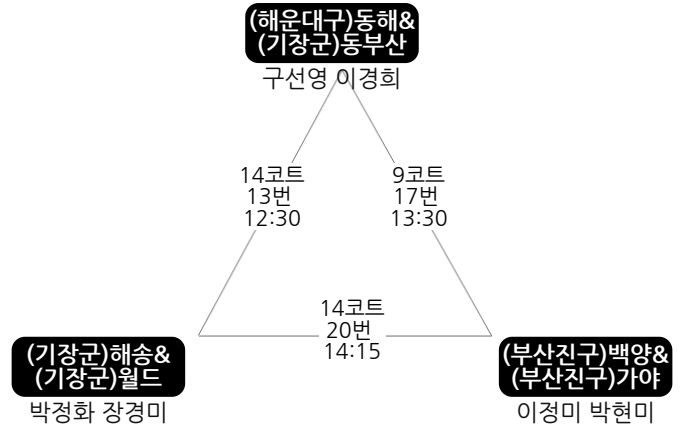 (해운대구)동해&
(기장군)동부산
구선영 이경희
14코트
13번
12:30
9코트
17번
13:30
14코트
20번
14:15
(기장군)해송&
(기장군)월드
박정화 장경미
(부산진구)백양&
(부산진구)가야
이정미 박현미